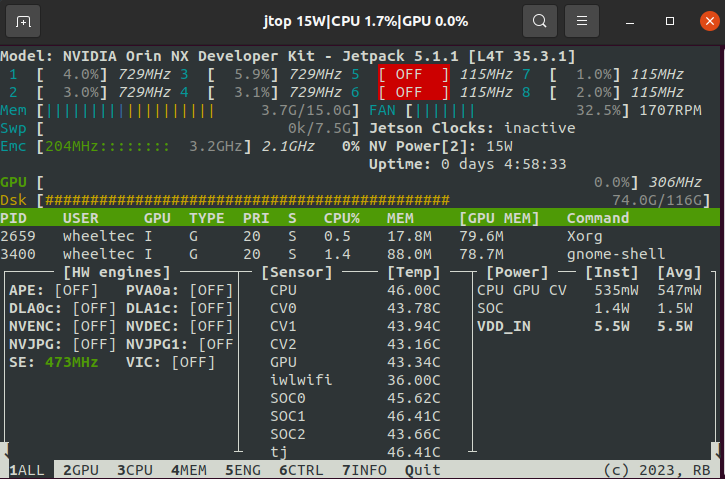 jtop 15W|CPU 1.7%|GPU 0.0%
Model: NVIDIA Orin NX Developer Kit - Jetpack 5.1.1 [L4T 35.3.1]
1 [ 4.0%] 729MHz 3 [ 5.9%] 729MHz 5 [ OFF ] 115MHz 7 [ 1.0%] 115MHz
2 [ 3.0%] 729MHz 4 [ 3.1%] 729MHz 6 [ OFF ] 115MHz 8 [ 2.0%] 115MHz
Mem [||||||||||||||||||| 3.7G/15.0G] FAN [||||||| 32.5%] 1707RPM
Swp [ 0k/7.5G] Jetson Clocks: inactive
Emc [204MHz:::::::: 3.2GHz] 2.1GHz 0% NV Power[2]: 15W
Uptime: 0 days 4:58:33
GPU [ 0.0%] 306MHz
Dsk [############################################# 74.0G/116G]
PID USER GPU TYPE PRI S CPU% MEM [GPU MEM] Command
2659 wheeltec I G 20 S 0.5 17.8M 79.6M Xorg
3400 wheeltec I G 20 S 1.4 88.0M 78.7M gnome-shell
[HW engines] [Sensor] [Temp] [Power] [Inst] [Avg]
APE: [OFF] PVA0a: [OFF] CPU 46.00C CPU GPU CV 535mW 547mW
DLA0c: [OFF] DLA1c: [OFF] CV0 43.78C SOC 1.4W 1.5W
NVENC: [OFF] NVDEC: [OFF] CV1 43.94C VDD_IN 5.5W 5.5W
NVJPG: [OFF] NVJPG1: [OFF CV2 43.16C
SE: 473MHz VIC: [OFF] GPU 43.34C
iwlwifi 36.00C
SOC0 45.62C
SOC1 46.41C
SOC2 43.66C
tj 46.41C
1ALL 2GPU 3CPU 4MEM 5ENG 6CTRL 7INFO Quit (c) 2023, RB